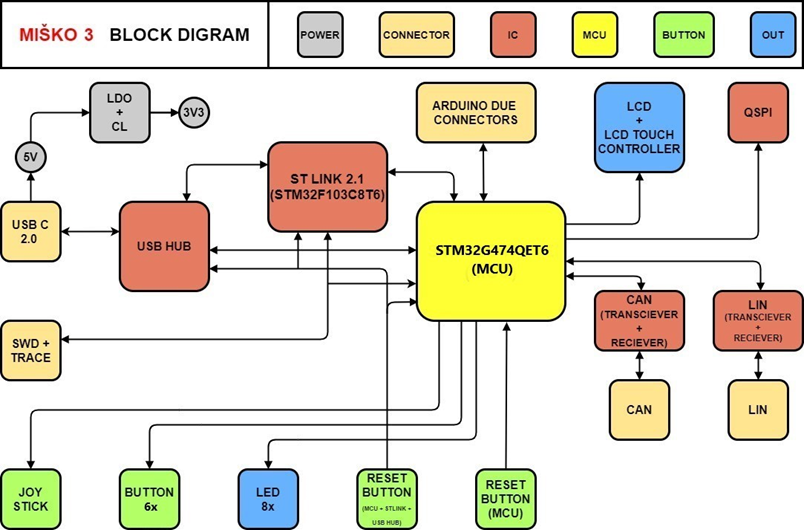 MIŠKO 3 BLOCK DIGRAM
POWER
CONNECTOR
IC
MCU
BUTTON
OUT
LDO
+
CL
3V3
5V
ARDUINO DUE
CONNECTORS
LCD
+
LCD TOUCH
CONTROLLER
QSPI
ST LINK 2.1
(STM32F103C8T6)
USB C
2.0
USB HUB
STM32G474QET6
(MCU)
CAN
(TRANSCIEVER
+
RECIEVER)
LIN
(TRANSCIEVER
+
RECIEVER)
SWD +
TRACE
CAN
LIN
JOY
STICK
BUTTON
6x
LED
8x
RESET
BUTTON
(MCU + STLINK +
USB HUB)
RESET
BUTTON
(MCU)